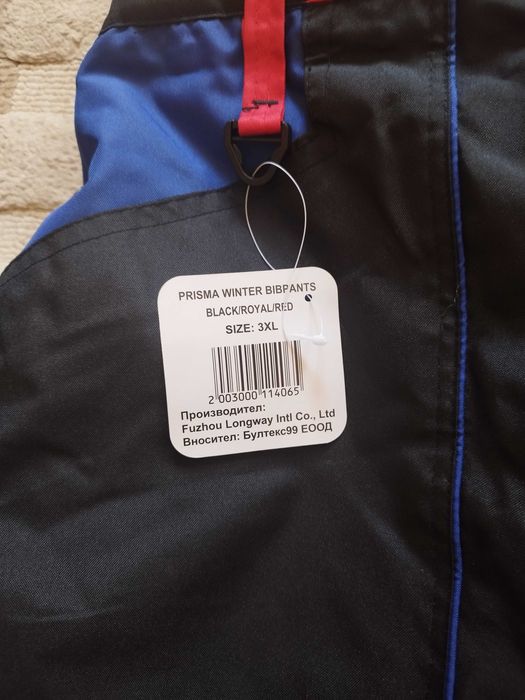 PRISMA WINTER BIBPANTS
BLACK/ROYAL/RED
SIZE: 3XL
2 003000 114065
Производител:
Fuzhou Longway Intl Co., Ltd
Вносител: Бултекс99 ЕООД